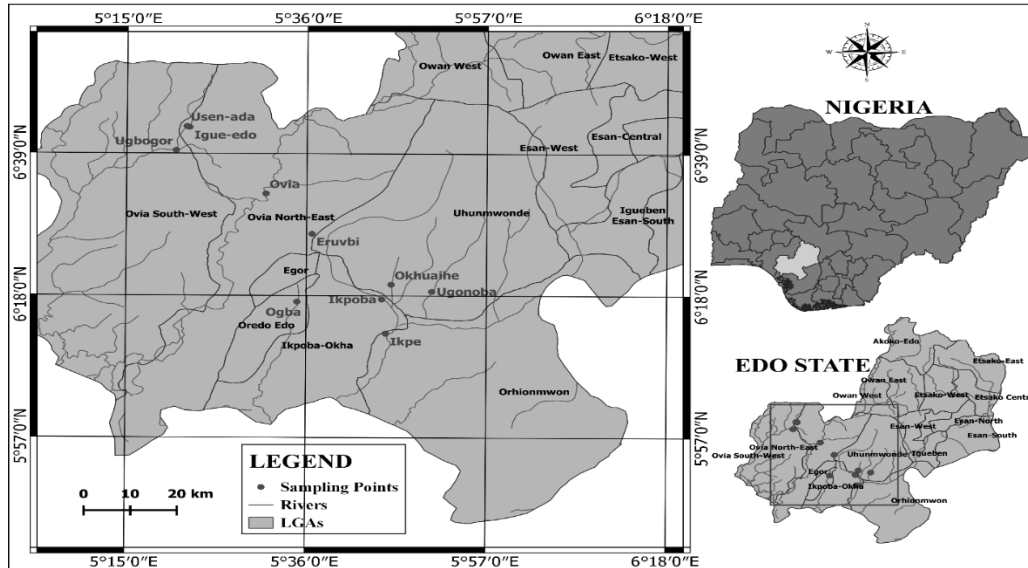 5°15'0"E 5°36'0"E 5°57'0"E 6°18'0"E
Owan West
Owan East
Etsako-West
Usen-ada
Igue-edo
Ugbogor
Esan-Central
Esan-West
6°39'0"N
6°39'0"N
Ovia
Ovia South-West
Ovia North-East
Uhunmwonde
Igueben
Esan-South
Eruvbi
Egor
Okhuaihe
Ugonoba
Ikpoba
6°18'0"N
6°18'0"N
Ogba
Oredo Edo
Ikpoba-Okha
Ikpe
Orhionmwon
5°57'0"N
5°57'0"N
LEGEND
Sampling Points
Rivers
LGAs
0 10 20 km
5°15'0"E 5°36'0"E 5°57'0"E 6°18'0"E
N
W E
S
NIGERIA
EDO STATE
Akoko-Edo
Etsako-East
Owan East
Owan West
Etsako-West
Etsako Centr
Esan-West
Esan-North
Esan-South
Ovia North-East
Ovia South-West
Uhunmwonde
Igueben
Egor
Ikpoba-Okha
Orhionmwon